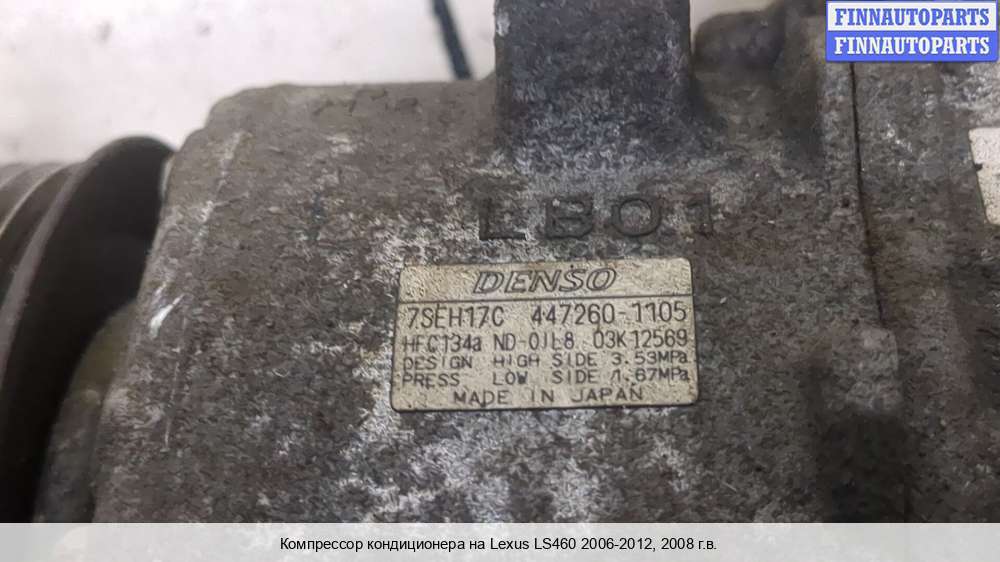 FINNAUTOPARTS
FINNAUTOPARTS
LB01
DENSO
7SEH17C 447260-1105
HFC134a ND-OIL8 03K12569
DESIGN HIGH SIDE 3.53MPa
PRESS LOW SIDE 1.67MPa
MADE IN JAPAN
Компрессор кондиционера на Lexus LS460 2006-2012, 2008 г.в.